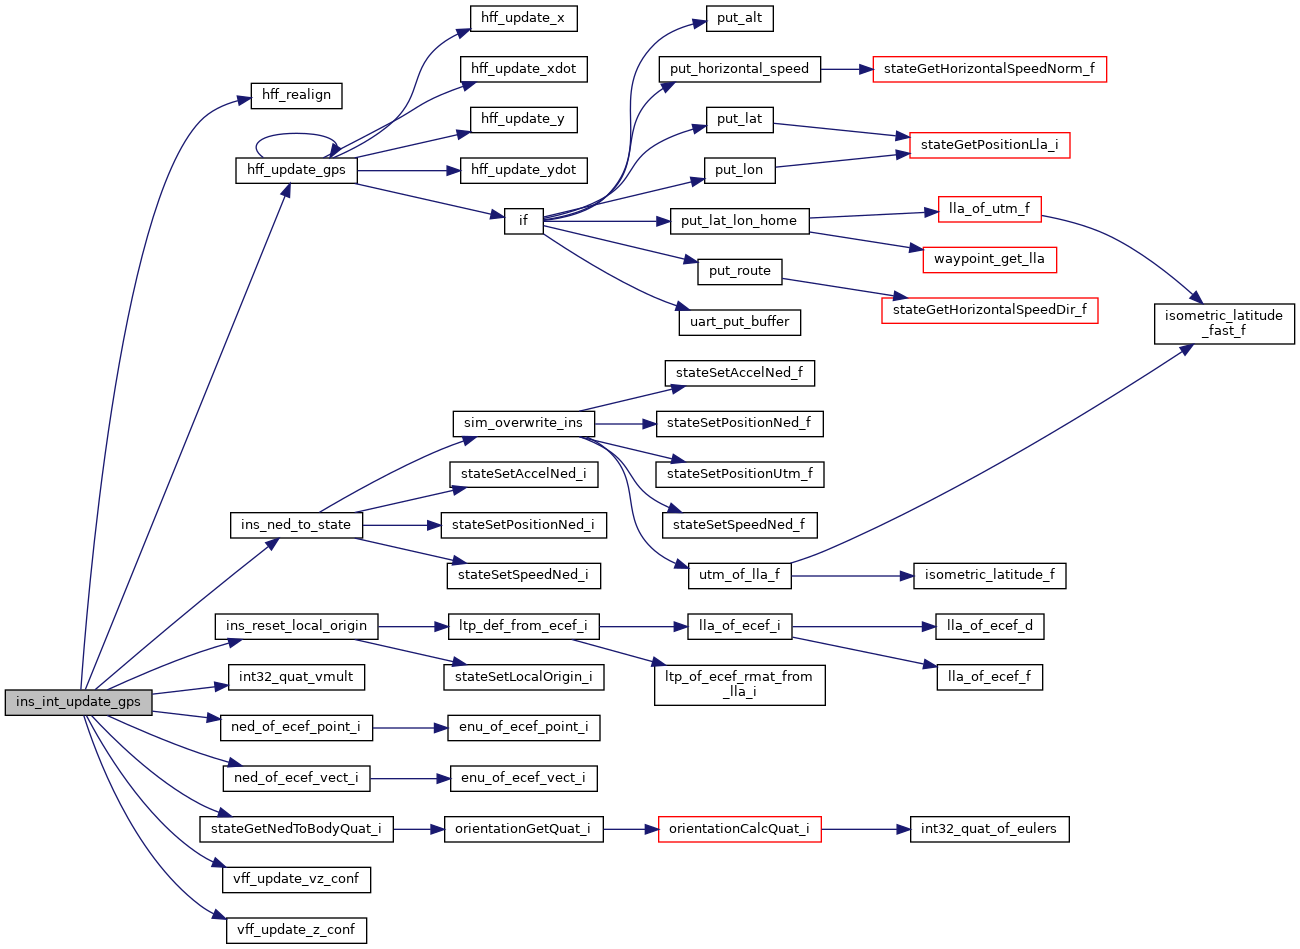 hff_update_x
put_alt
hff_update_xdot
put_horizontal_speed
stateGetHorizontalSpeedNorm_f
hff_realign
hff_update_y
put_lat
stateGetPositionLla_i
hff_update_gps
hff_update_ydot
put_lon
if
put_lat_lon_home
lla_of_utm_f
put_route
waypoint_get_lla
stateGetHorizontalSpeedDir_f
uart_put_buffer
isometric_latitude
_fast_f
stateSetAccelNed_f
sim_overwrite_ins
stateSetPositionNed_f
stateSetAccelNed_i
stateSetPositionUtm_f
ins_ned_to_state
stateSetPositionNed_i
stateSetSpeedNed_f
stateSetSpeedNed_i
utm_of_lla_f
isometric_latitude_f
ins_reset_local_origin
ltp_def_from_ecef_i
lla_of_ecef_i
lla_of_ecef_d
int32_quat_vmult
stateSetLocalOrigin_i
ltp_of_ecef_rmat_from
_lla_i
lla_of_ecef_f
ins_int_update_gps
ned_of_ecef_point_i
enu_of_ecef_point_i
ned_of_ecef_vect_i
enu_of_ecef_vect_i
stateGetNedToBodyQuat_i
orientationGetQuat_i
orientationCalcQuat_i
int32_quat_of_eulers
vff_update_vz_conf
vff_update_z_conf